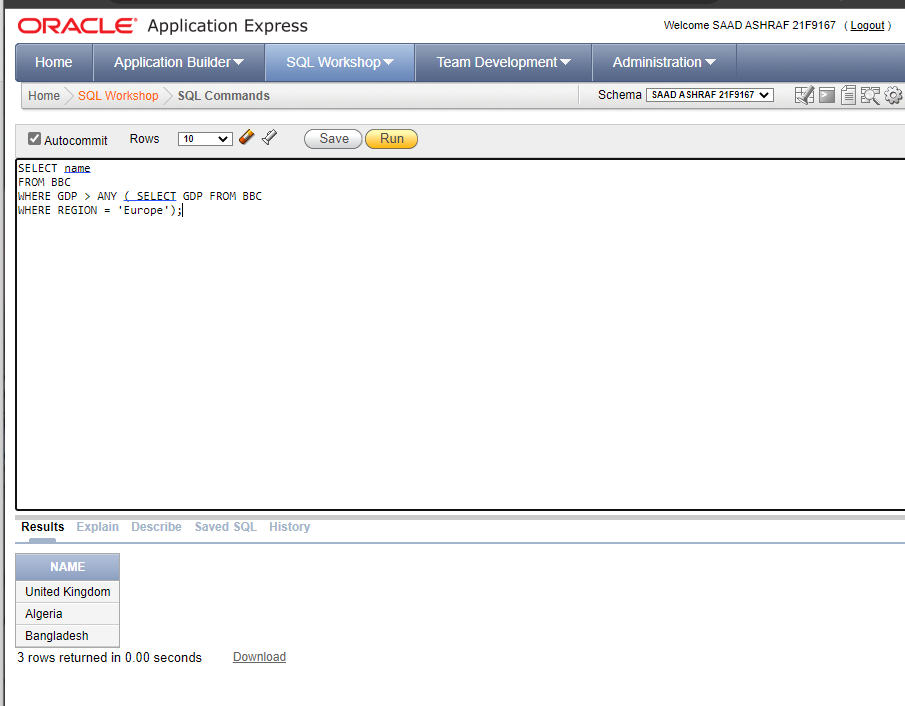 ORACLE® Application Express
Welcome SAAD ASHRAF 21F9167 ( Logout )
Home Application Builder SQL Workshop Team Development Administration
Home SQL Workshop SQL Commands Schema SAAD ASHRAF 21F9167
Autocommit Rows 10 Save Run
SELECT name
FROM BBC
WHERE GDP > ANY ( SELECT GDP FROM BBC
WHERE REGION = 'Europe');
Results Explain Describe Saved SQL History
NAME
United Kingdom
Algeria
Bangladesh
3 rows returned in 0.00 seconds Download